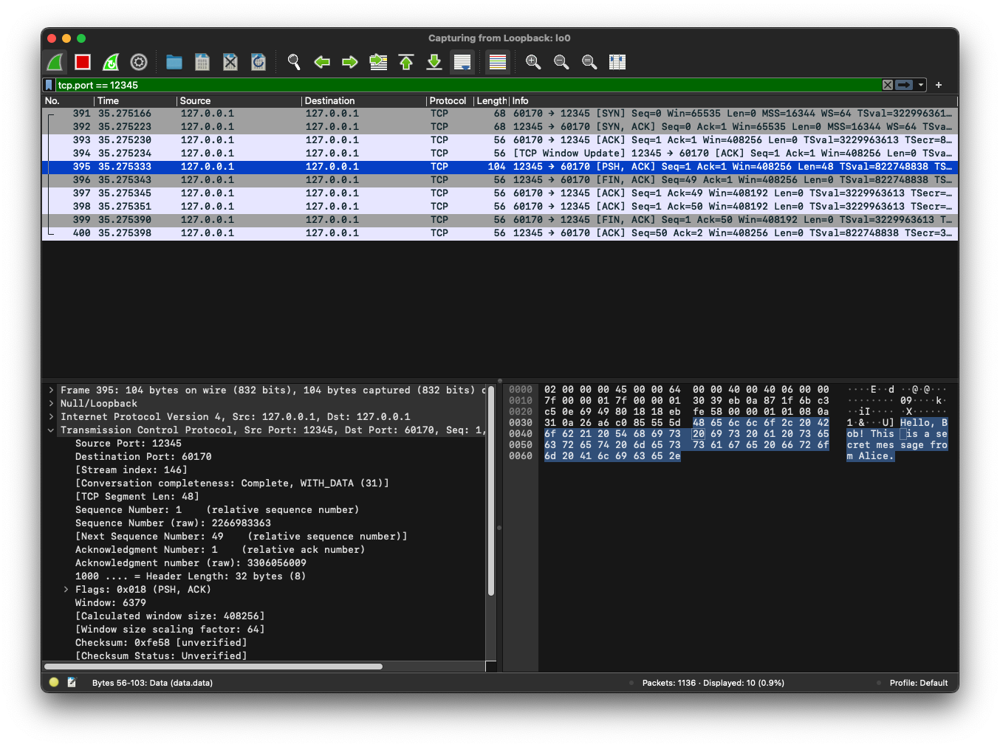 Capturing from Loopback: lo0
tcp.port == 12345
No. Time Source Destination Protocol Length Info
391 35.275166 127.0.0.1 127.0.0.1 TCP 68 60170 → 12345 [SYN] Seq=0 Win=65535 Len=0 MSS=16344 WS=64 TSval=322996361…
392 35.275223 127.0.0.1 127.0.0.1 TCP 68 12345 → 60170 [SYN, ACK] Seq=0 Ack=1 Win=65535 Len=0 MSS=16344 WS=64 TSva…
393 35.275230 127.0.0.1 127.0.0.1 TCP 56 60170 → 12345 [ACK] Seq=1 Ack=1 Win=408256 Len=0 TSval=3229963613 TSecr=8…
394 35.275234 127.0.0.1 127.0.0.1 TCP 56 [TCP Window Update] 12345 → 60170 [ACK] Seq=1 Ack=1 Win=408256 Len=0 TSva…
395 35.275333 127.0.0.1 127.0.0.1 TCP 104 12345 → 60170 [PSH, ACK] Seq=1 Ack=1 Win=408256 Len=48 TSval=822748838 TS…
396 35.275343 127.0.0.1 127.0.0.1 TCP 56 12345 → 60170 [FIN, ACK] Seq=49 Ack=1 Win=408256 Len=0 TSval=822748838 TS…
397 35.275345 127.0.0.1 127.0.0.1 TCP 56 60170 → 12345 [ACK] Seq=1 Ack=49 Win=408192 Len=0 TSval=3229963613 TSecr=…
398 35.275351 127.0.0.1 127.0.0.1 TCP 56 60170 → 12345 [ACK] Seq=1 Ack=50 Win=408192 Len=0 TSval=3229963613 TSecr=…
399 35.275390 127.0.0.1 127.0.0.1 TCP 56 60170 → 12345 [FIN, ACK] Seq=1 Ack=50 Win=408192 Len=0 TSval=3229963613 T…
400 35.275398 127.0.0.1 127.0.0.1 TCP 56 12345 → 60170 [ACK] Seq=50 Ack=2 Win=408256 Len=0 TSval=822748838 TSecr=3…
Frame 395: 104 bytes on wire (832 bits), 104 bytes captured (832 bits) o
Null/Loopback
Internet Protocol Version 4, Src: 127.0.0.1, Dst: 127.0.0.1
Transmission Control Protocol, Src Port: 12345, Dst Port: 60170, Seq: 1,
Source Port: 12345
Destination Port: 60170
[Stream index: 146]
[Conversation completeness: Complete, WITH_DATA (31)]
[TCP Segment Len: 48]
Sequence Number: 1 (relative sequence number)
Sequence Number (raw): 2266983363
[Next Sequence Number: 49 (relative sequence number)]
Acknowledgment Number: 1 (relative ack number)
Acknowledgment number (raw): 3306056009
1000 .... = Header Length: 32 bytes (8)
Flags: 0x018 (PSH, ACK)
Window: 6379
[Calculated window size: 408256]
[Window size scaling factor: 64]
Checksum: 0xfe58 [unverified]
[Checksum Status: Unverified]
0000 02 00 00 00 45 00 00 64 00 00 40 00 40 06 00 00 ····E··d ··@·@···
0010 7f 00 00 01 7f 00 00 01 30 39 eb 0a 87 1f 6b c3 ········ 09····k·
0020 c5 0e 69 49 80 18 18 eb fe 58 00 00 01 01 08 0a ··iI···· ·X······
0030 31 0a 26 a6 c0 85 55 5d 48 65 6c 6c 6f 2c 20 42 1·&···U] Hello, B
0040 6f 62 21 20 54 68 69 73 20 69 73 20 61 20 73 65 ob! This is a se
0050 63 72 65 74 20 6d 65 73 73 61 67 65 20 66 72 6f cret mes sage fro
0060 6d 20 41 6c 69 63 65 2e m Alice.
Bytes 56-103: Data (data.data) Packets: 1136 · Displayed: 10 (0.9%) Profile: Default